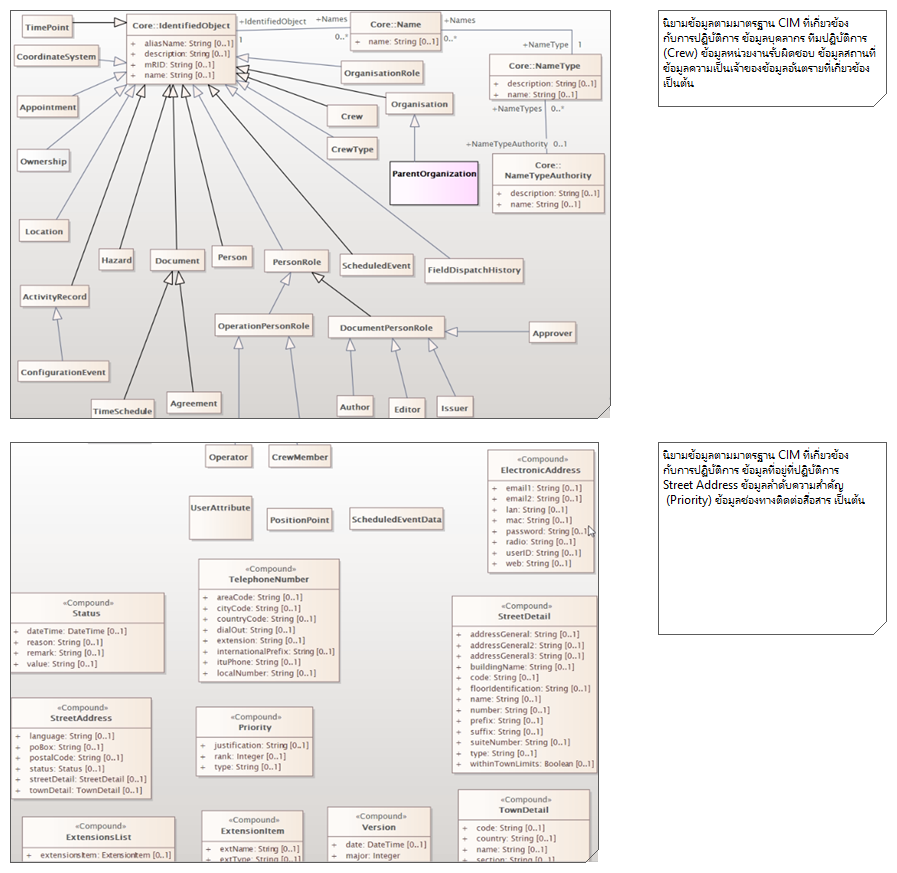 TimePoint
Core::IdentifiedObject
+ aliasName: String [0..1]
+ description: String [0..1]
+ mRID: String [0..1]
+ name: String [0..1]
+IdentifiedObject
1
+Names
0..*
Core::Name
+ name: String [0..1]
+Names
0..*
+NameType
1
CoordinateSystem
OrganisationRole
Core::NameType
+ description: String [0..1]
+ name: String [0..1]
+NameTypes
0..*
Appointment
Organisation
Crew
CrewType
+NameTypeAuthority
0..1
Core::
NameTypeAuthority
+ description: String [0..1]
+ name: String [0..1]
Ownership
ParentOrganization
Location
Hazard
Document
Person
PersonRole
ScheduledEvent
FieldDispatchHistory
ActivityRecord
OperationPersonRole
DocumentPersonRole
Approver
ConfigurationEvent
TimeSchedule
Agreement
Author
Editor
Issuer
นิยามข้อมูลตามมาตรฐาน CIM ที่เกี่ยวข้อง
กับการปฏิบัติการ ข้อมูลบุคลากร ทีมปฏิบัติการ
(Crew) ข้อมูลหน่วยงานรับผิดชอบ ข้อมูลสถานที่
ข้อมูลความเป็นเจ้าของข้อมูลอันตรายที่เกี่ยวข้อง
เป็นต้น
Operator
CrewMember
UserAttribute
PositionPoint
ScheduledEventData
«Compound»
ElectronicAddress
+ email1: String [0..1]
+ email2: String [0..1]
+ lan: String [0..1]
+ mac: String [0..1]
+ password: String [0..1]
+ radio: String [0..1]
+ userID: String [0..1]
+ web: String [0..1]
«Compound»
TelephoneNumber
+ areaCode: String [0..1]
+ cityCode: String [0..1]
+ countryCode: String [0..1]
+ dialOut: String [0..1]
+ extension: String [0..1]
+ internationalPrefix: String [0..1]
+ ituPhone: String [0..1]
+ localNumber: String [0..1]
«Compound»
Status
+ dateTime: DateTime [0..1]
+ reason: String [0..1]
+ remark: String [0..1]
+ value: String [0..1]
«Compound»
StreetDetail
+ addressGeneral: String [0..1]
+ addressGeneral2: String [0..1]
+ addressGeneral3: String [0..1]
+ buildingName: String [0..1]
+ code: String [0..1]
+ floorIdentification: String [0..1]
+ name: String [0..1]
+ number: String [0..1]
+ prefix: String [0..1]
+ suffix: String [0..1]
+ suiteNumber: String [0..1]
+ type: String [0..1]
+ withinTownLimits: Boolean [0..1]
«Compound»
StreetAddress
+ language: String [0..1]
+ poBox: String [0..1]
+ postalCode: String [0..1]
+ status: Status [0..1]
+ streetDetail: StreetDetail [0..1]
+ townDetail: TownDetail [0..1]
«Compound»
Priority
+ justification: String [0..1]
+ rank: Integer [0..1]
+ type: String [0..1]
«Compound»
ExtensionsList
+ extensionsItem: ExtensionItem [0..1]
«Compound»
ExtensionItem
+ extName: String [0..1]
+ extType: String [0..1]
«Compound»
Version
+ date: DateTime [0..1]
+ major: Integer
«Compound»
TownDetail
+ code: String [0..1]
+ country: String [0..1]
+ name: String [0..1]
+ section: String [0..1]
นิยามข้อมูลตามมาตรฐาน CIM ที่เกี่ยวข้อง
กับการปฏิบัติการ ข้อมูลที่อยู่ที่ปฏิบัติการ
Street Address ข้อมูลลำดับความสำคัญ
(Priority) ข้อมูลช่องทางติดต่อสื่อสาร เป็นต้น